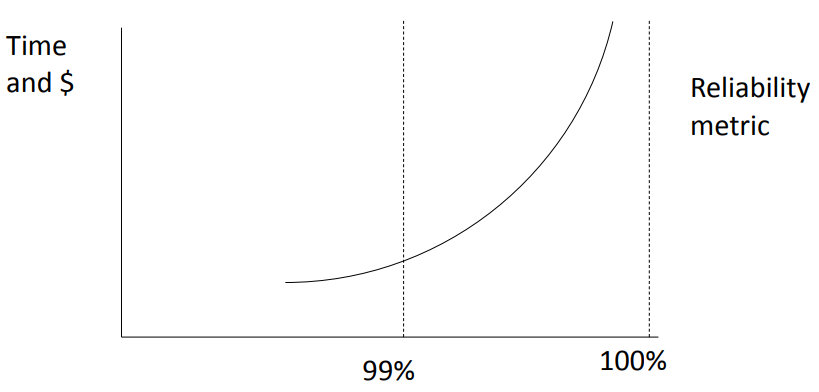 Time
and $
Reliability
metric
99%
100%